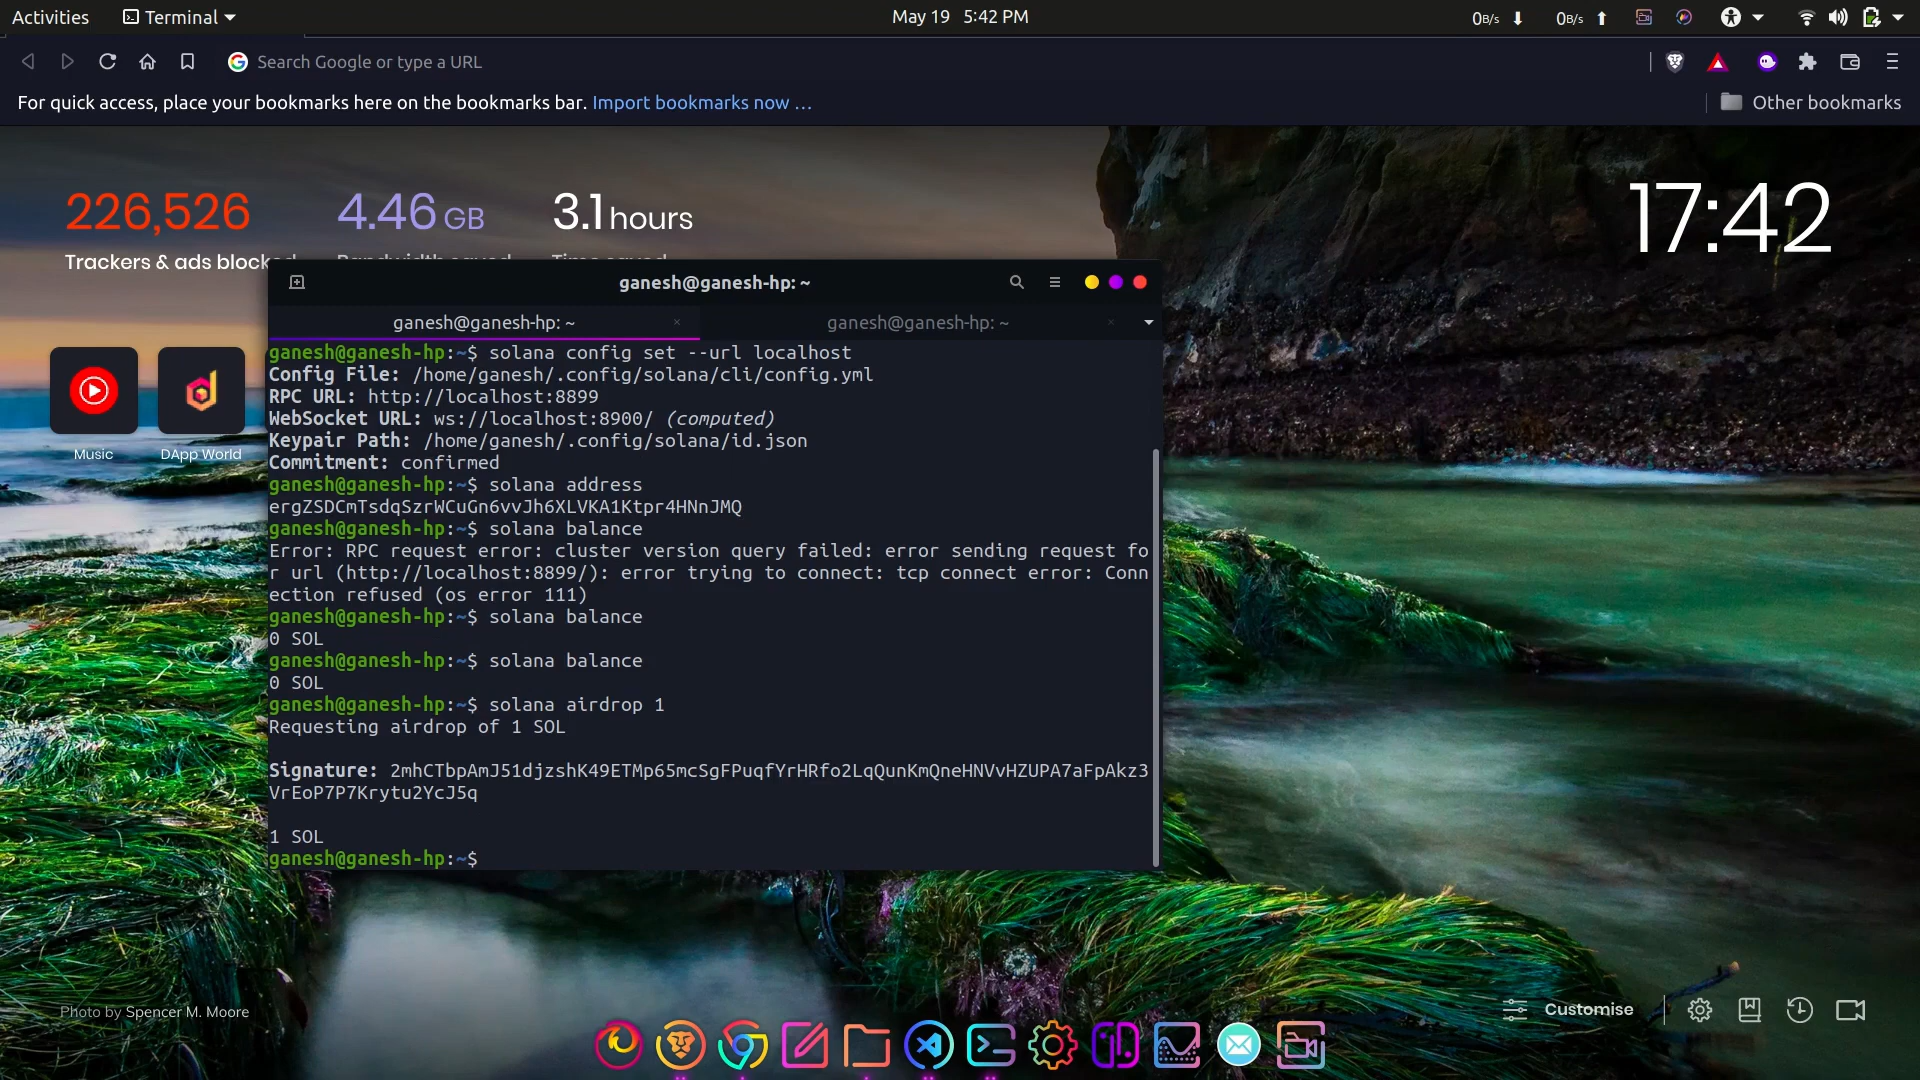 Activities
Terminal
May 19 5:42 PM
0B/s
0B/s
Search Google or type a URL
For quick access, place your bookmarks here on the bookmarks bar. Import bookmarks now …
Other bookmarks
226,526
4.46 GB
3.1 hours
17:42
Trackers & ads blocked
Bandwidth saved
Time saved
ganesh@ganesh-hp: ~
ganesh@ganesh-hp: ~
ganesh@ganesh-hp: ~
Music
DApp World
ganesh@ganesh-hp:~$ solana config set --url localhost
Config File: /home/ganesh/.config/solana/cli/config.yml
RPC URL: http://localhost:8899
WebSocket URL: ws://localhost:8900/ (computed)
Keypair Path: /home/ganesh/.config/solana/id.json
Commitment: confirmed
ganesh@ganesh-hp:~$ solana address
ergZSDCmTsdqSzrWCuGn6vvJh6XLVKA1Ktpr4HNnJMQ
ganesh@ganesh-hp:~$ solana balance
Error: RPC request error: cluster version query failed: error sending request fo
r url (http://localhost:8899/): error trying to connect: tcp connect error: Conn
ection refused (os error 111)
ganesh@ganesh-hp:~$ solana balance
0 SOL
ganesh@ganesh-hp:~$ solana balance
0 SOL
ganesh@ganesh-hp:~$ solana airdrop 1
Requesting airdrop of 1 SOL
Signature: 2mhCTbpAmJ51djzshK49ETMp65mcSgFPuqfYrHRfo2LqQunKmQneHNVvHZUPA7aFpAkz3
VrEoP7P7Krytu2YcJ5q
1 SOL
ganesh@ganesh-hp:~$
Photo by Spencer M. Moore
Customise